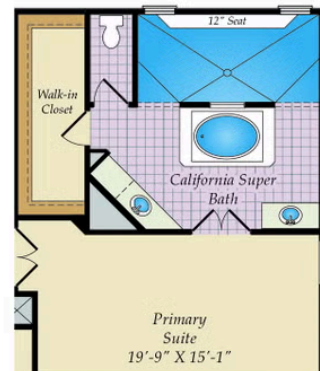 12" Seat
Walk-in
Closet
California Super
Bath
Primary
Suite
19'-9" X 15'-1"